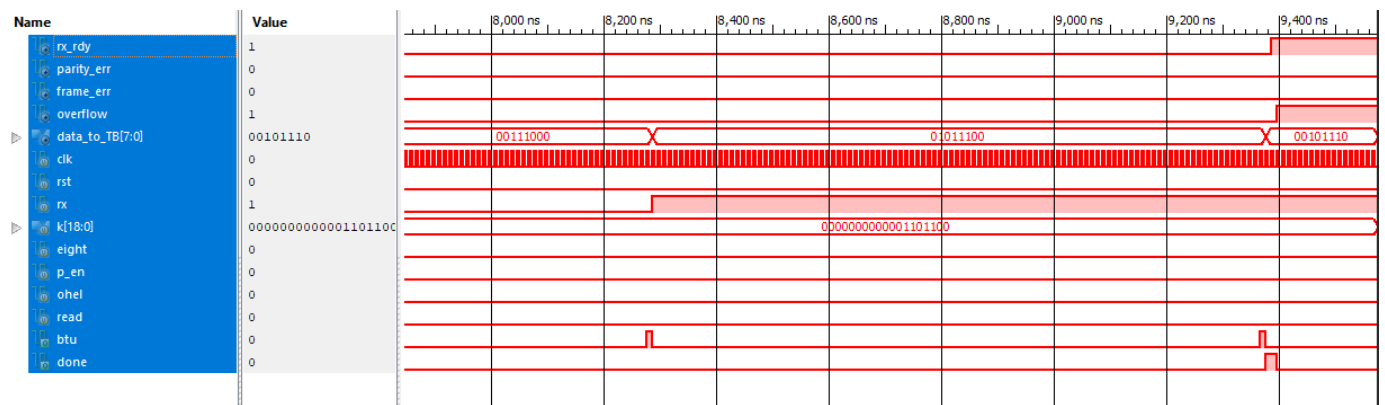 Name Value 8,000 ns 8,200 ns 8,400 ns 8,600 ns 8,800 ns 9,000 ns 9,200 ns 9,400 ns
rx_rdy 1
parity_err 0
frame_err 0
overflow 1
data_to_TB[7:0] 00101110 00111000 01011100 00101110
clk 0
rst 0
rx 1
k[18:0] 0000000000001101100 0000000000001101100
eight 0
p_en 0
ohel 0
read 0
btu 0
done 0